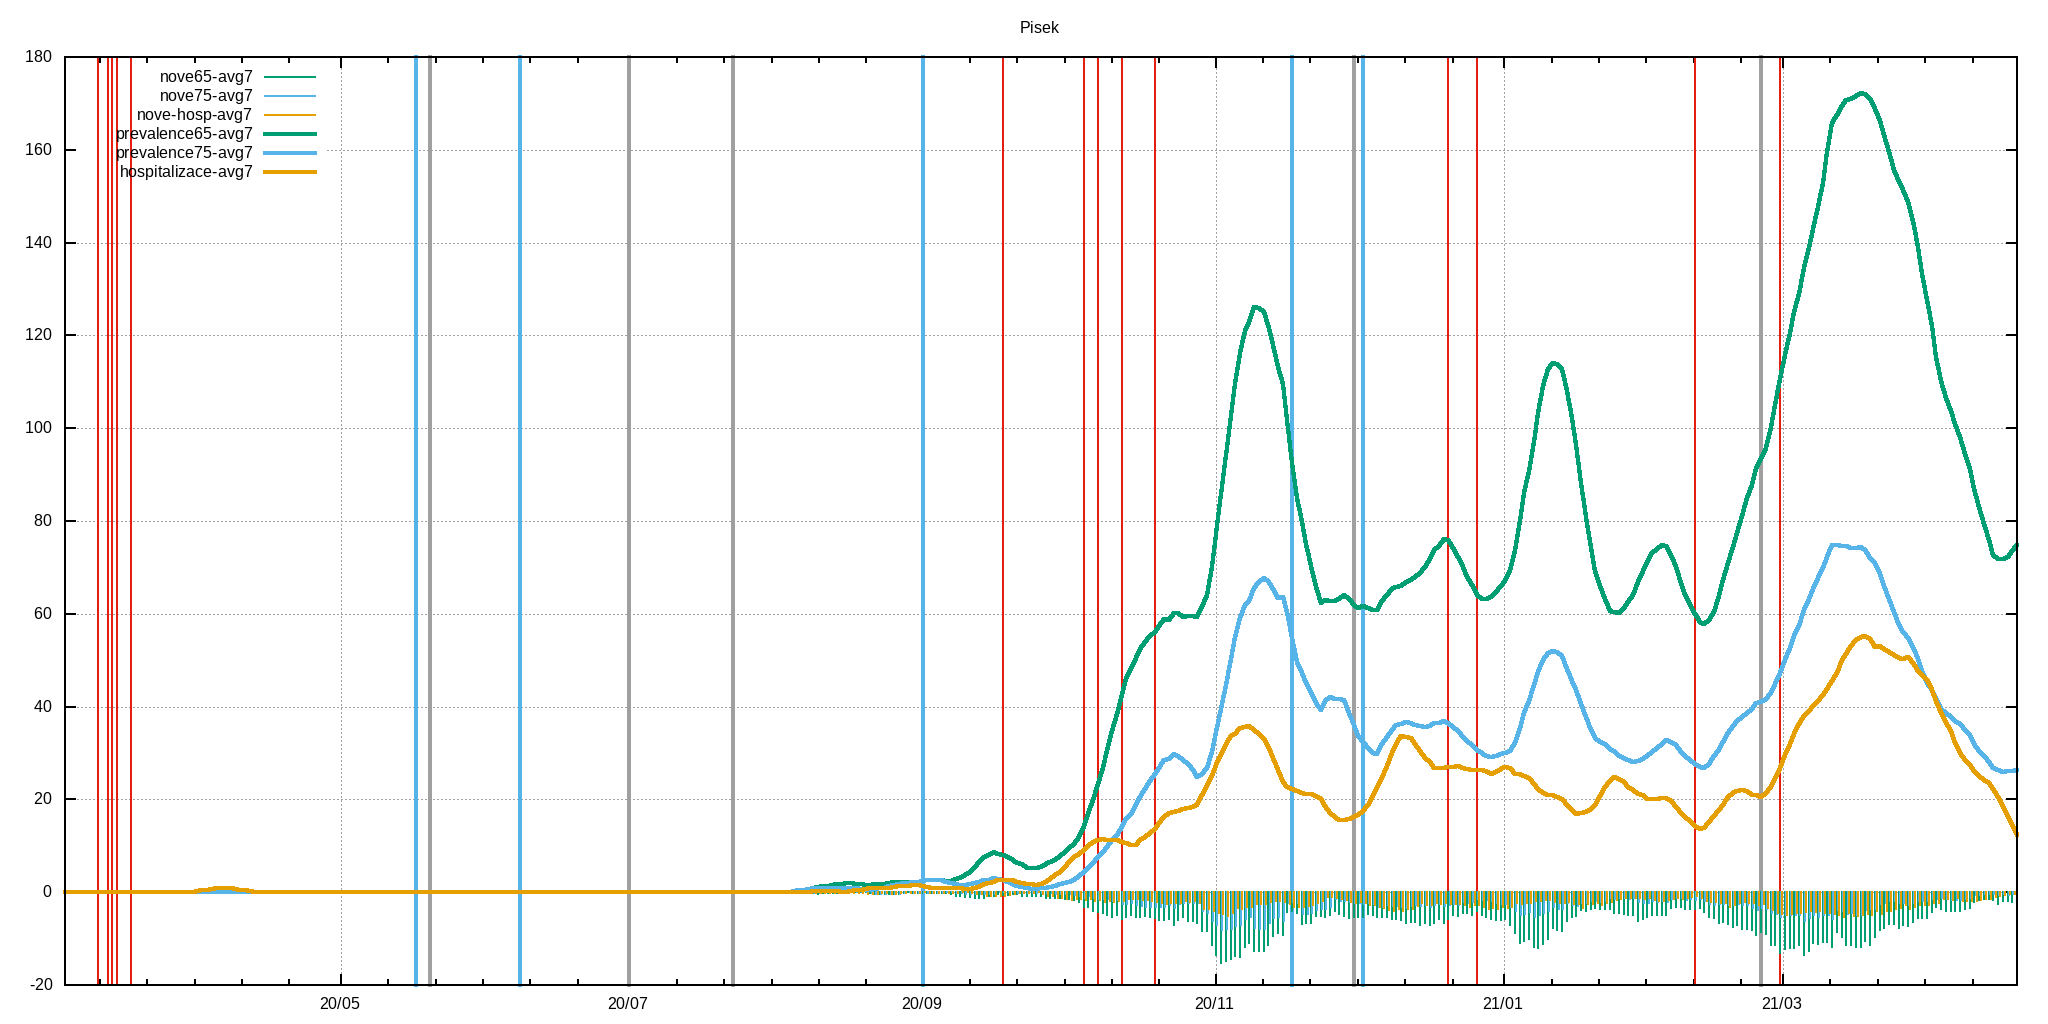 Pisek
180
160
140
120
100
80
60
40
20
0
-20
nove65-avg7
nove75-avg7
nove-hosp-avg7
prevalence65-avg7
prevalence75-avg7
hospitalizace-avg7
20/05 20/07 20/09 20/11 21/01 21/03